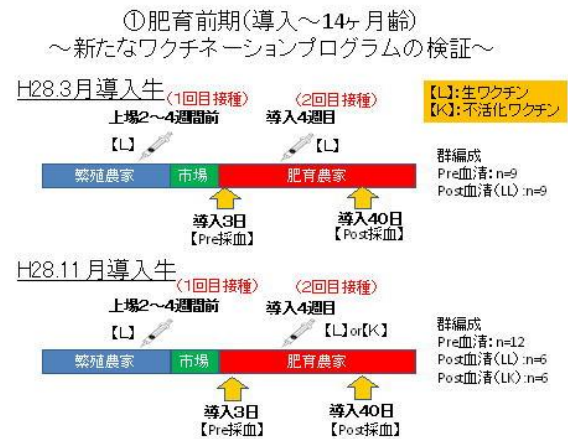 ①肥育前期(導入～14ヶ月齢)
～新たなワクチネーションプログラムの検証～
H28.3月導入牛
(1回目接種)
(2回目接種)
上場2～4週間前
導入4週目
【L】
【L】
【L】:生ワクチン
【K】:不活化ワクチン
繁殖農家
市場
肥育農家
導入3日
【Pre採血】
導入40日
【Post採血】
群編成
Pre血清:n=9
Post血清(LL):n=9
H28.11月導入牛
(1回目接種)
(2回目接種)
上場2～4週間前
導入4週目
【L】
【L】or【K】
繁殖農家
市場
肥育農家
導入3日
【Pre採血】
導入40日
【Post採血】
群編成
Pre血清:n=12
Post血清(LL):n=6
Post血清(LK):n=6